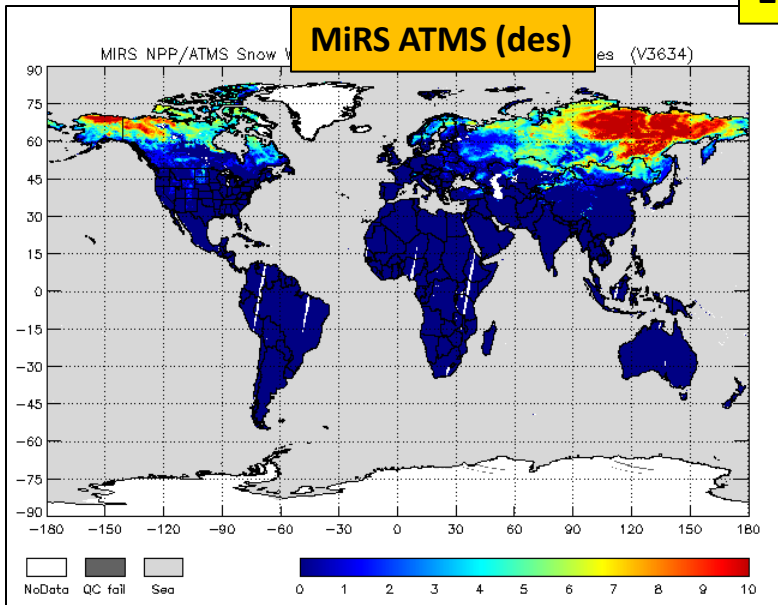 MiRS ATMS (des)
MIRS NPP/ATMS Snow W es (V3634)
90
75
60
45
30
15
0
−15
−30
−45
−60
−75
−90
−180 −150 −120 −90 −60 −30 0 30 60 90 120 150 180
NoData QC fail Sea
0 1 2 3 4 5 6 7 8 9 10